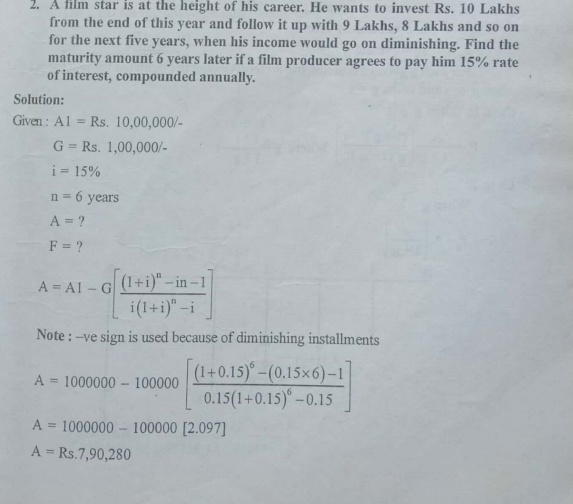 2. A film star is at the height of his career. He wants to invest Rs. 10 Lakhs
from the end of this year and follow it up with 9 Lakhs, 8 Lakhs and so on
for the next five years, when his income would go on diminishing. Find the
maturity amount 6 years later if a film producer agrees to pay him 15% rate
of interest, compounded annually.
Solution:
Given : A1 = Rs. 10,00,000/-
G = Rs. 1,00,000/-
i = 15%
n = 6 years
A = ?
F = ?
A = A1 – G [ (1+i)ⁿ – in – 1 / i(1+i)ⁿ – i ]
Note : –ve sign is used because of diminishing installments
A = 1000000 – 100000 [ (1+0.15)⁶ – (0.15×6) – 1 / 0.15(1+0.15)⁶ – 0.15 ]
A = 1000000 – 100000 [2.097]
A = Rs.7,90,280